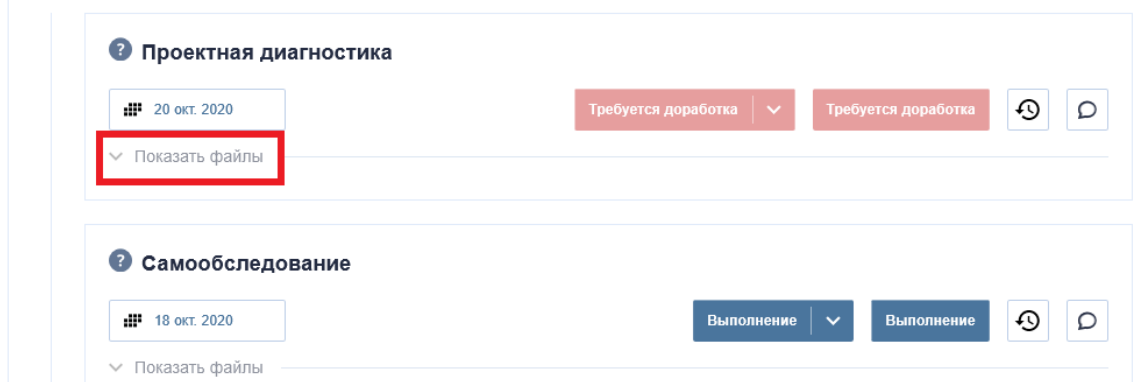 ? Проектная диагностика
20 окт. 2020 Требуется доработка Требуется доработка
Показать файлы
? Самообследование
18 окт. 2020 Выполнение Выполнение
Показать файлы